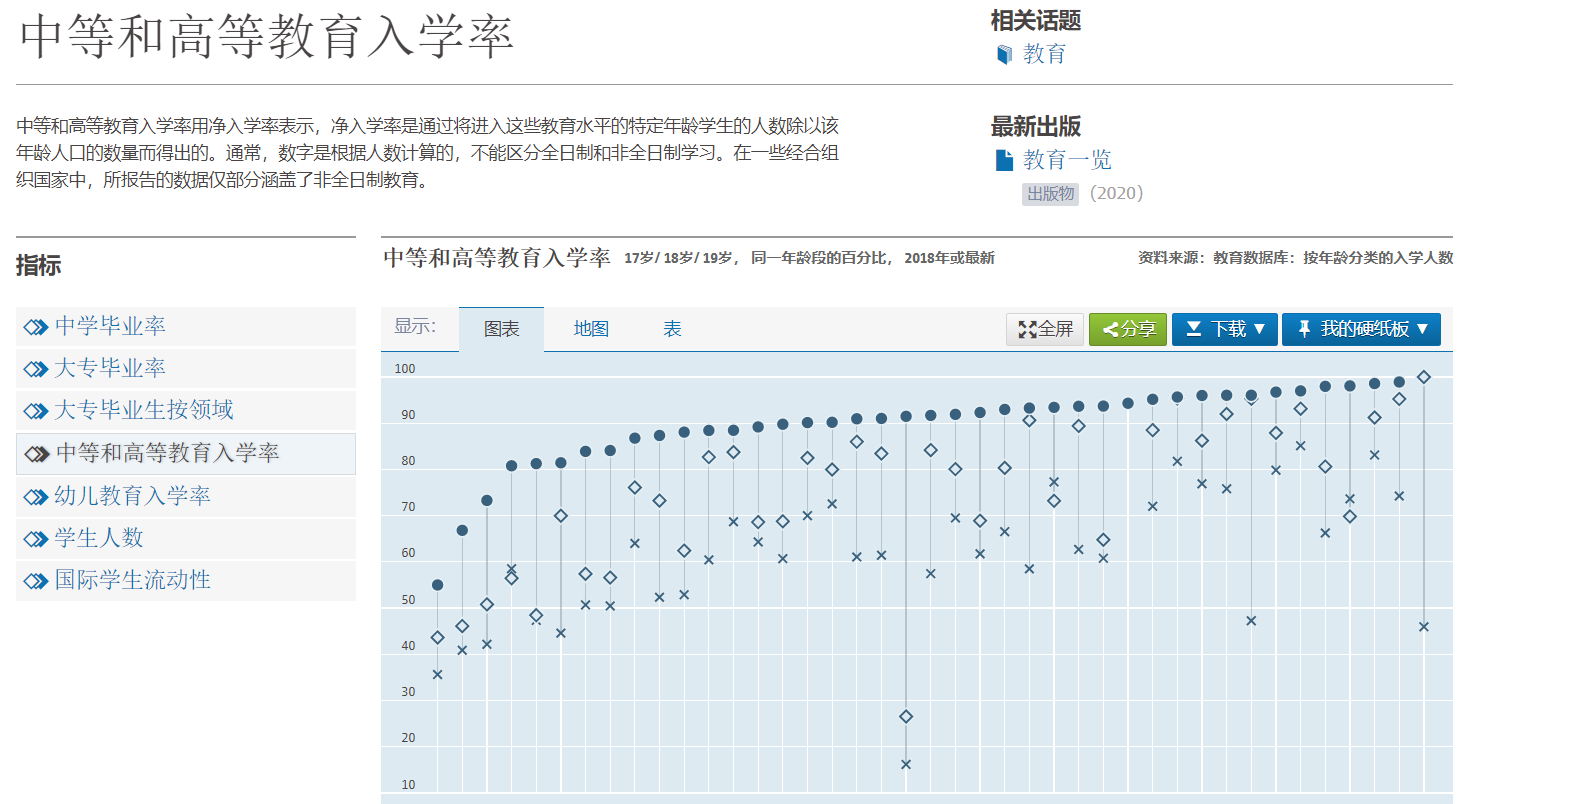 中等和高等教育入学率
相关话题
教育
中等和高等教育入学率用净入学率表示，净入学率是通过将进入这些教育水平的特定年龄学生的人数除以该
年龄人口的数量而得出的。通常，数字是根据人数计算的，不能区分全日制和非全日制学习。在一些经合组
织国家中，所报告的数据仅部分涵盖了非全日制教育。
最新出版
教育一览
出版物 （2020）
指标
中学毕业率
大专毕业率
大专毕业生按领域
中等和高等教育入学率
幼儿教育入学率
学生人数
国际学生流动性
中等和高等教育入学率 17岁/ 18岁/ 19岁， 同一年龄段的百分比， 2018年或最新 资料来源：教育数据库：按年龄分类的入学人数
显示： 图表 地图 表 全屏 分享 下载 ▼ 我的硬纸板 ▼
100
90
80
70
60
50
40
30
20
10